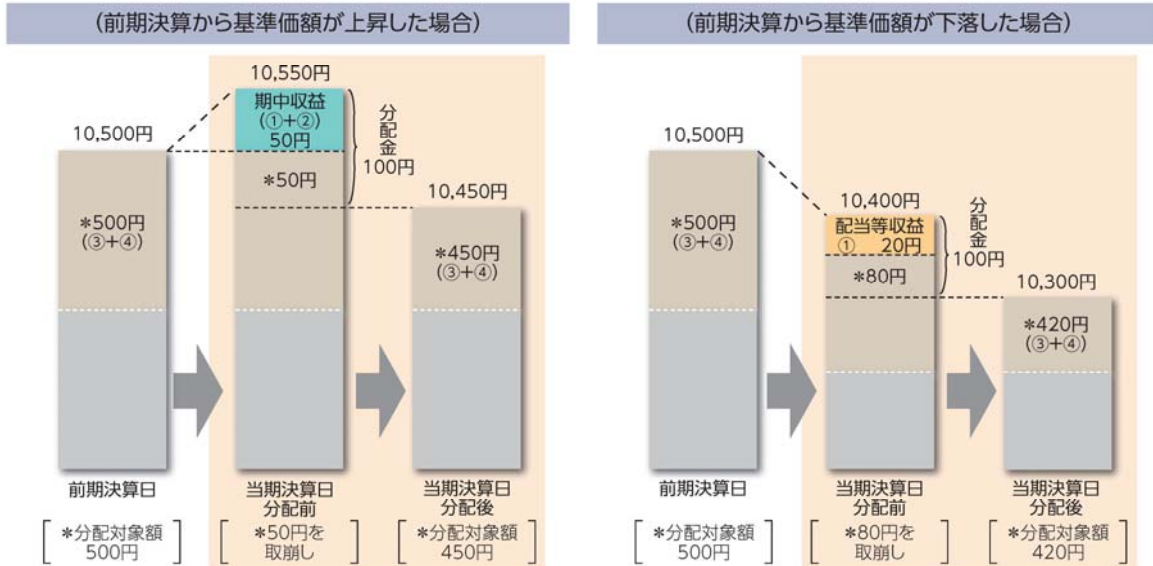 (前期決算から基準価額が上昇した場合)
10,500円
*500円
(③+④)
前期決算日
*分配対象額
500円
10,550円
期中収益
(①+②)
50円
*50円
分配金
100円
当期決算日
分配前
*50円を
取崩し
10,450円
*450円
(③+④)
当期決算日
分配後
*分配対象額
450円
(前期決算から基準価額が下落した場合)
10,500円
*500円
(③+④)
前期決算日
*分配対象額
500円
10,400円
配当等収益
① 20円
*80円
分配金
100円
当期決算日
分配前
*80円を
取崩し
10,300円
*420円
(③+④)
当期決算日
分配後
*分配対象額
420円